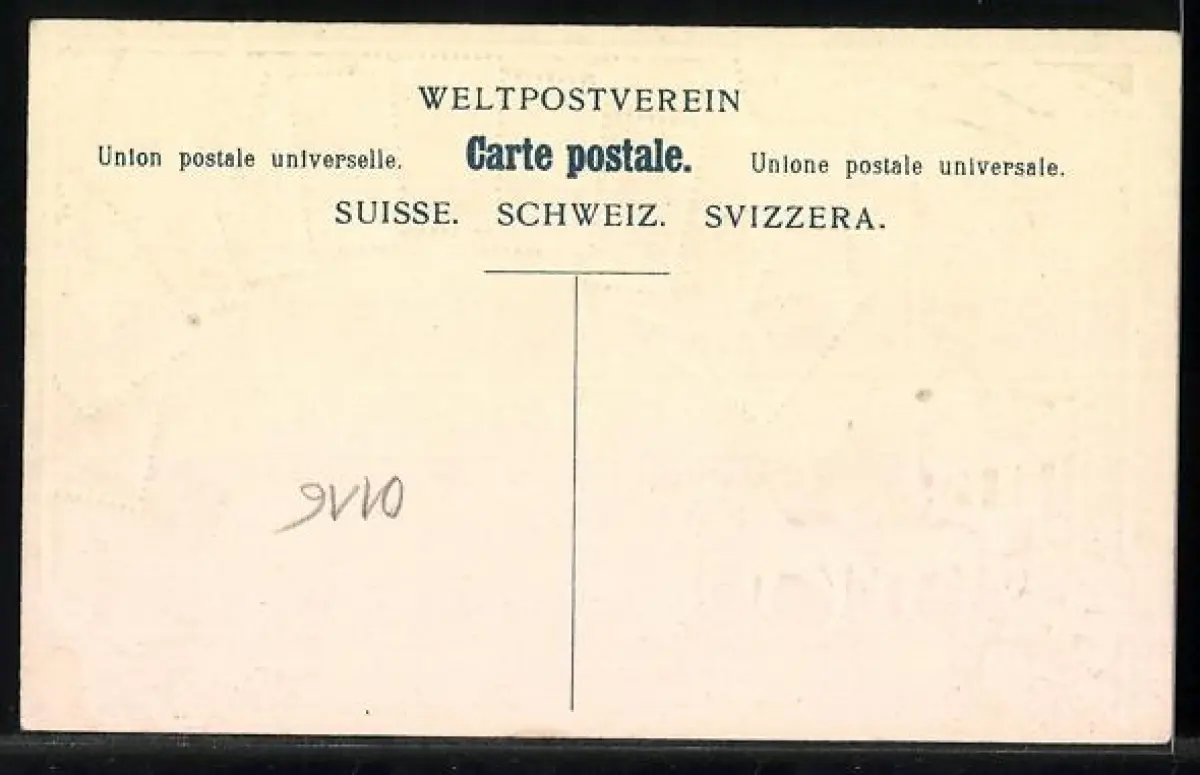 WELTPOSTVEREIN
Union postale universelle. Carte postale. Unione postale universale.
SUISSE. SCHWEIZ. SVIZZERA.